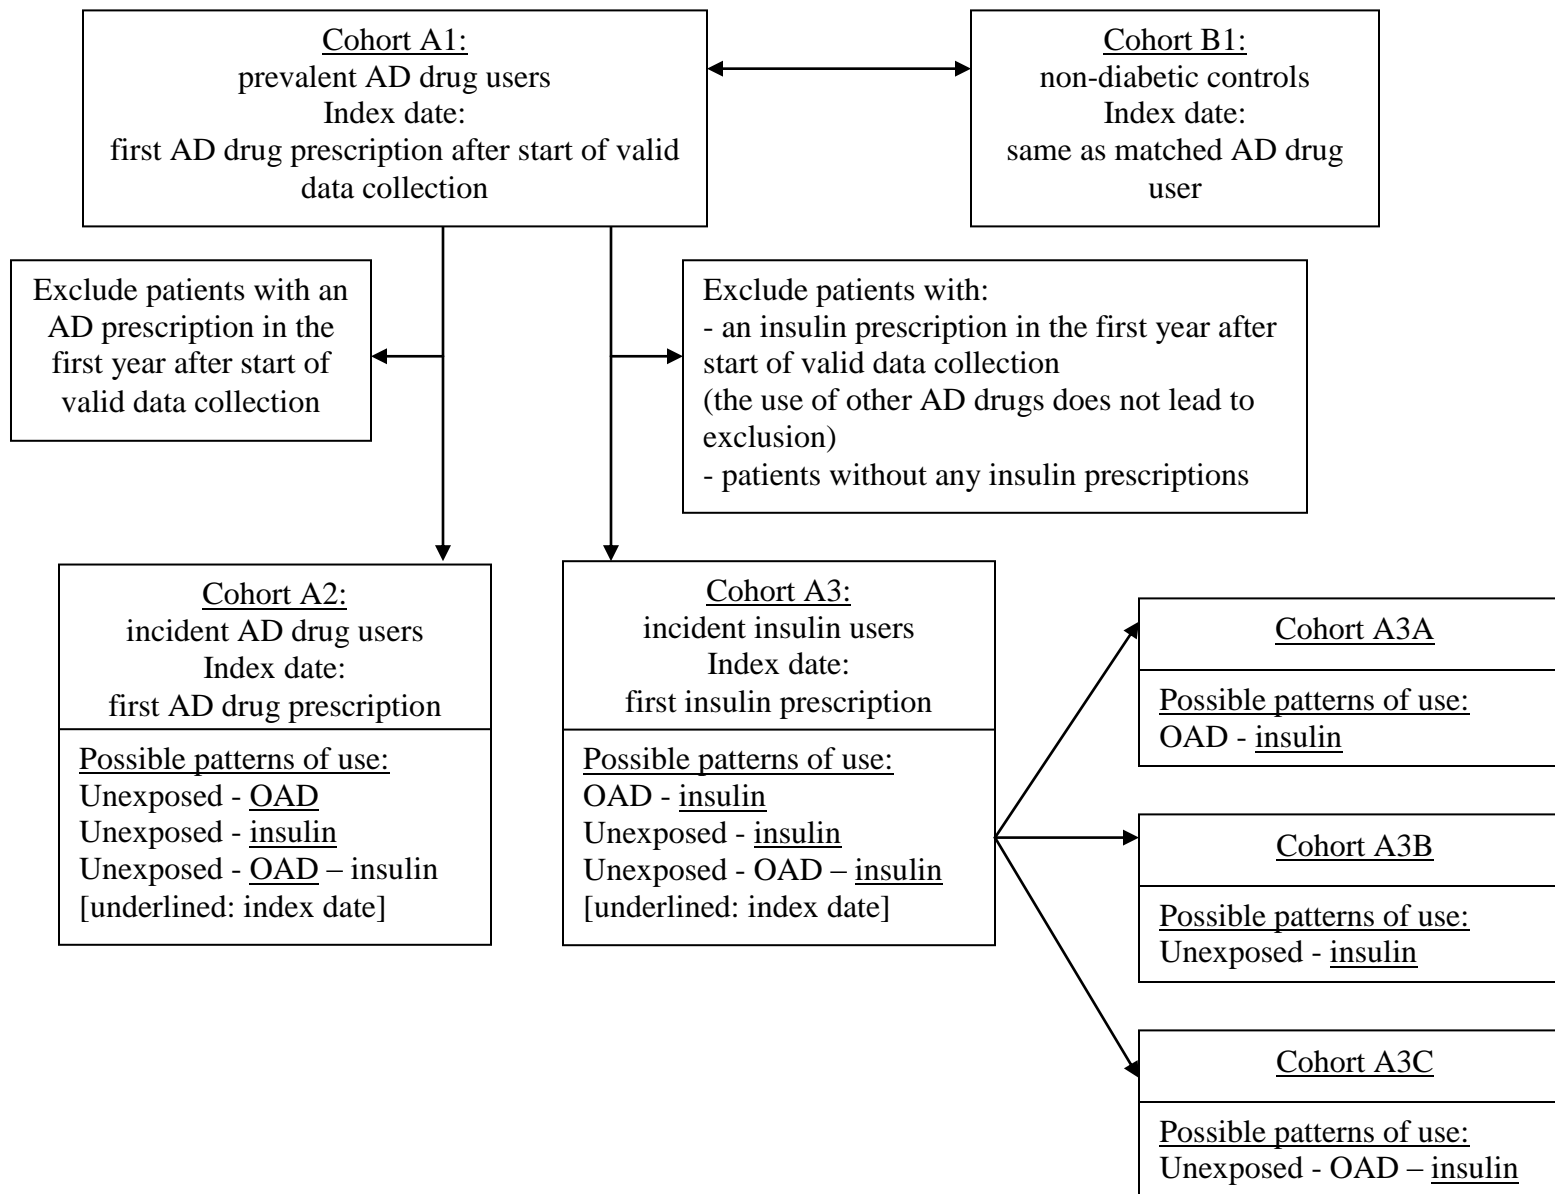 Cohort A1:
prevalent AD drug users
Index date:
first AD drug prescription after start of valid
data collection
Cohort B1:
non-diabetic controls
Index date:
same as matched AD drug
user
Exclude patients with an
AD prescription in the
first year after start of
valid data collection
Exclude patients with:
- an insulin prescription in the first year after
start of valid data collection
(the use of other AD drugs does not lead to
exclusion)
- patients without any insulin prescriptions
Cohort A2:
incident AD drug users
Index date:
first AD drug prescription
Possible patterns of use:
Unexposed - OAD
Unexposed - insulin
Unexposed - OAD – insulin
[underlined: index date]
Cohort A3:
incident insulin users
Index date:
first insulin prescription
Possible patterns of use:
OAD - insulin
Unexposed - insulin
Unexposed - OAD – insulin
[underlined: index date]
Cohort A3A
Possible patterns of use:
OAD - insulin
Cohort A3B
Possible patterns of use:
Unexposed - insulin
Cohort A3C
Possible patterns of use:
Unexposed - OAD – insulin